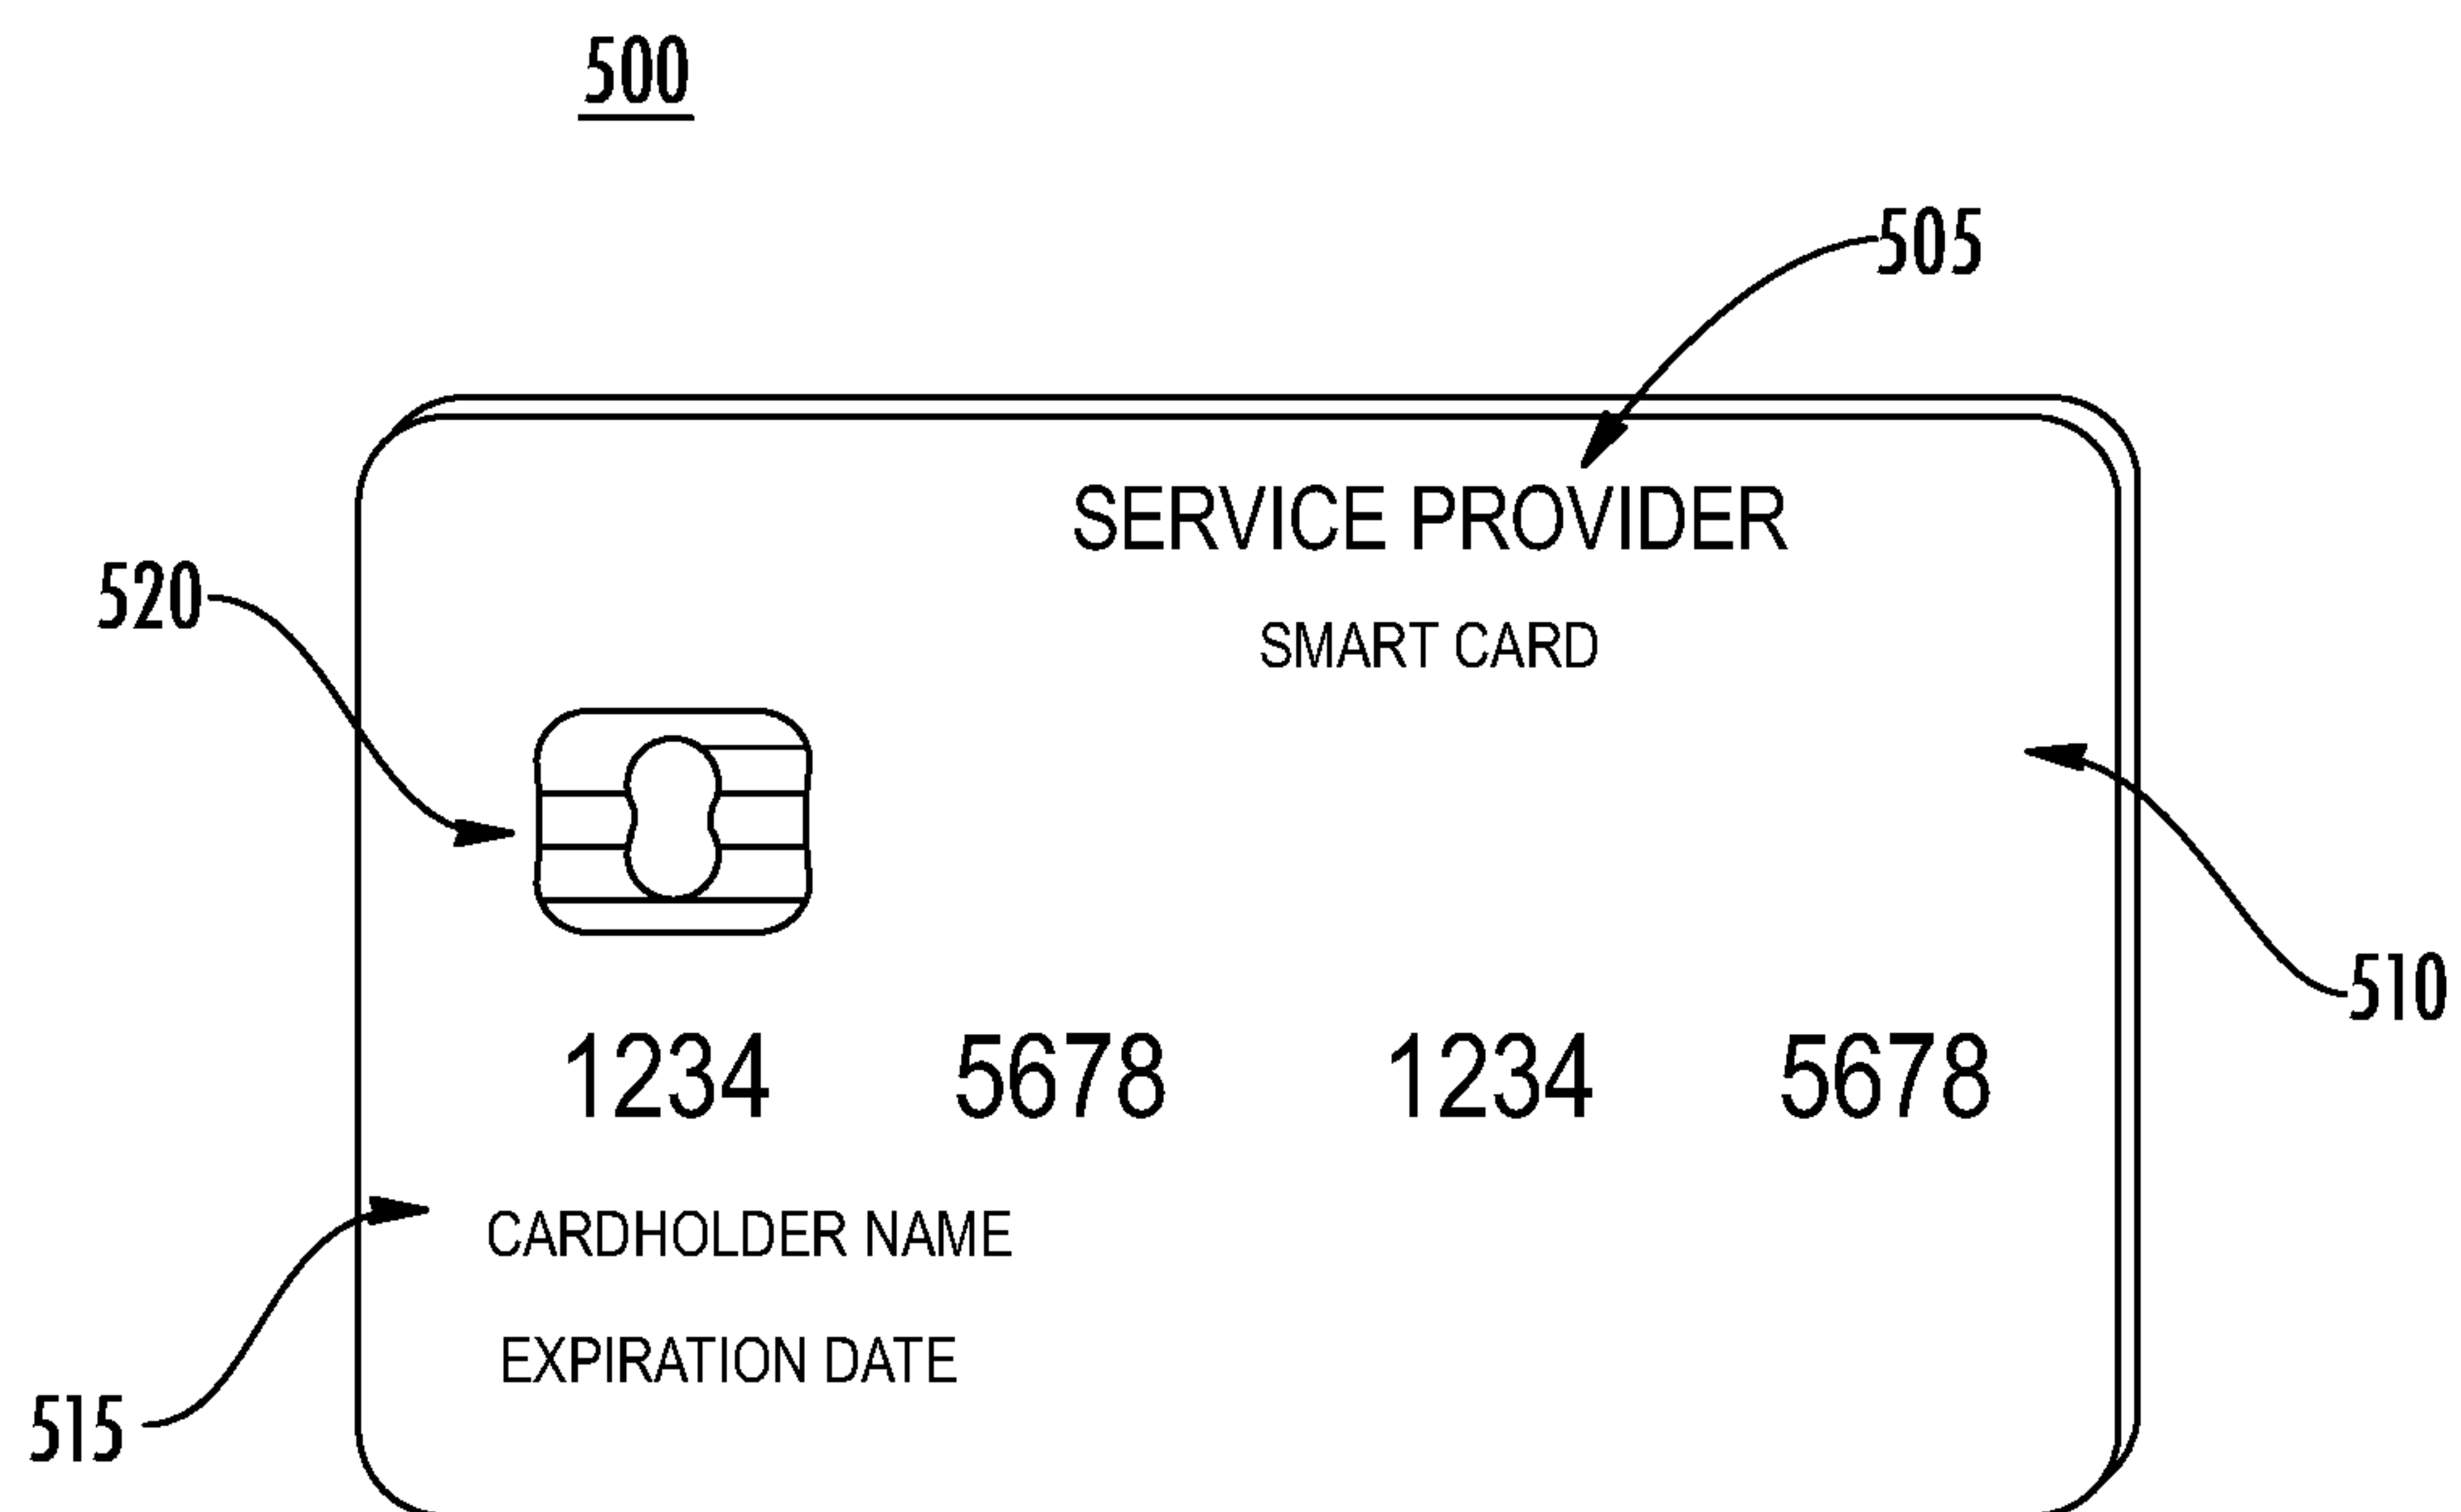 500
505
SERVICE PROVIDER
520
SMART CARD
510
1234 5678 1234 5678
CARDHOLDER NAME
EXPIRATION DATE
515